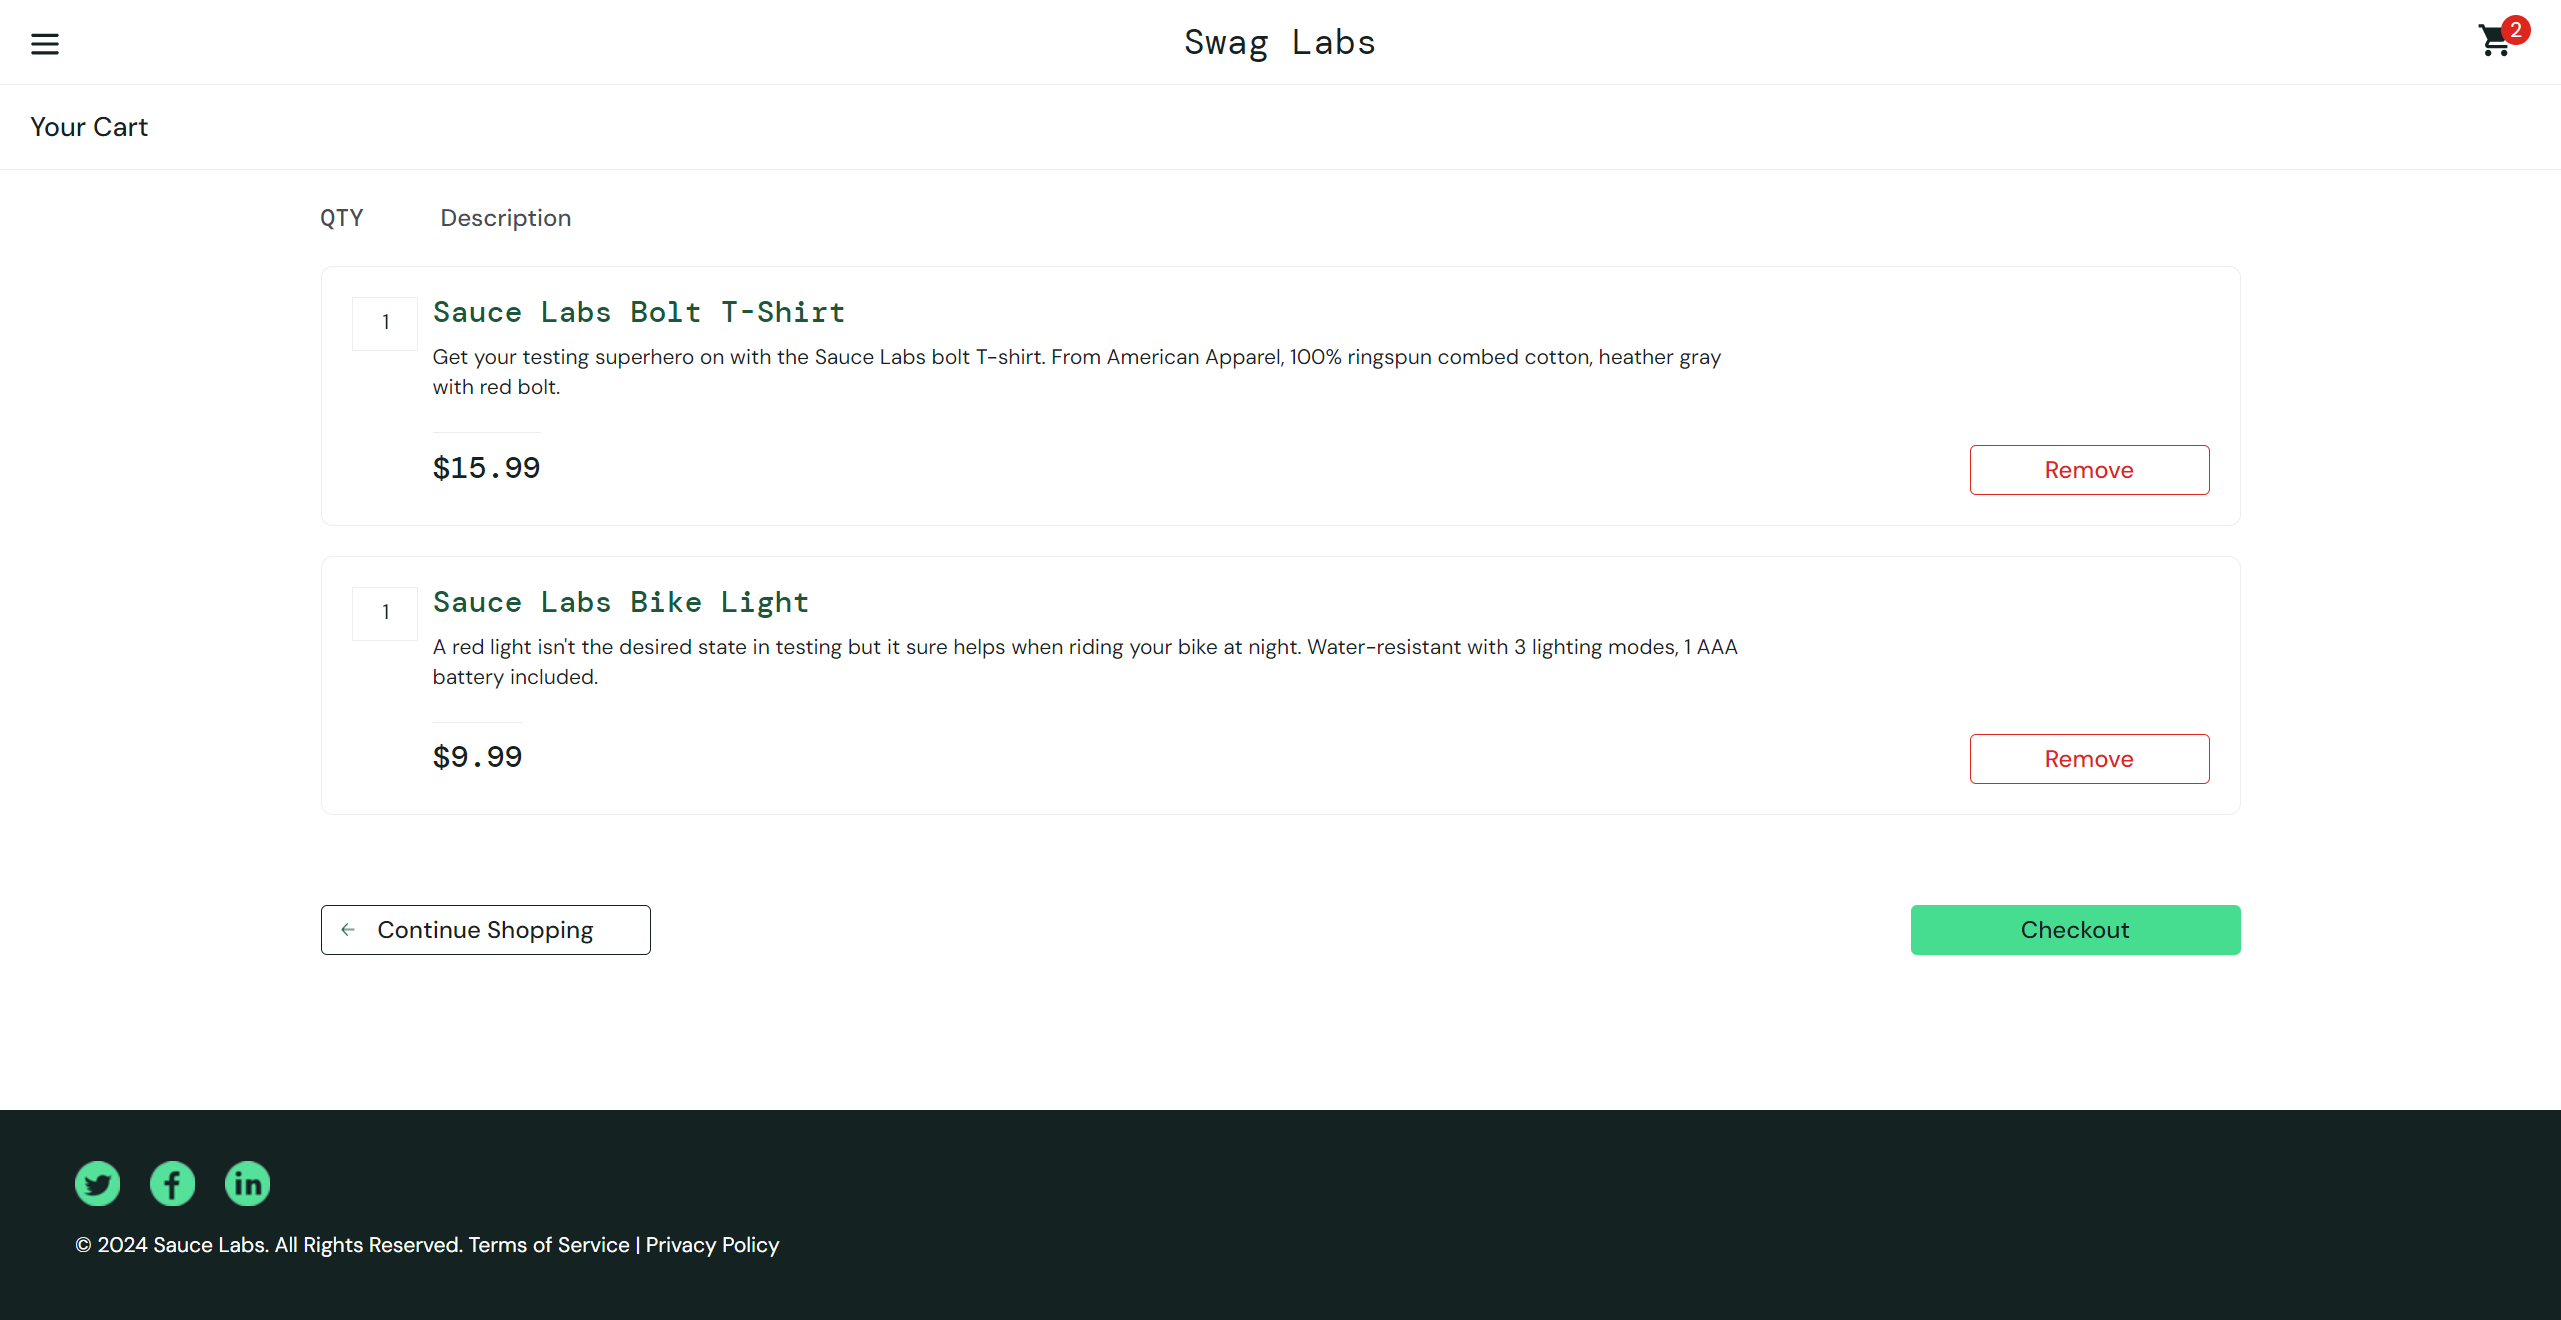 Swag Labs
2
Your Cart
QTY Description
1
Sauce Labs Bolt T-Shirt
Get your testing superhero on with the Sauce Labs bolt T-shirt. From American Apparel, 100% ringspun combed cotton, heather gray
with red bolt.
$15.99
Remove
1
Sauce Labs Bike Light
A red light isn't the desired state in testing but it sure helps when riding your bike at night. Water-resistant with 3 lighting modes, 1 AAA
battery included.
$9.99
Remove
Continue Shopping
Checkout
© 2024 Sauce Labs. All Rights Reserved. Terms of Service | Privacy Policy